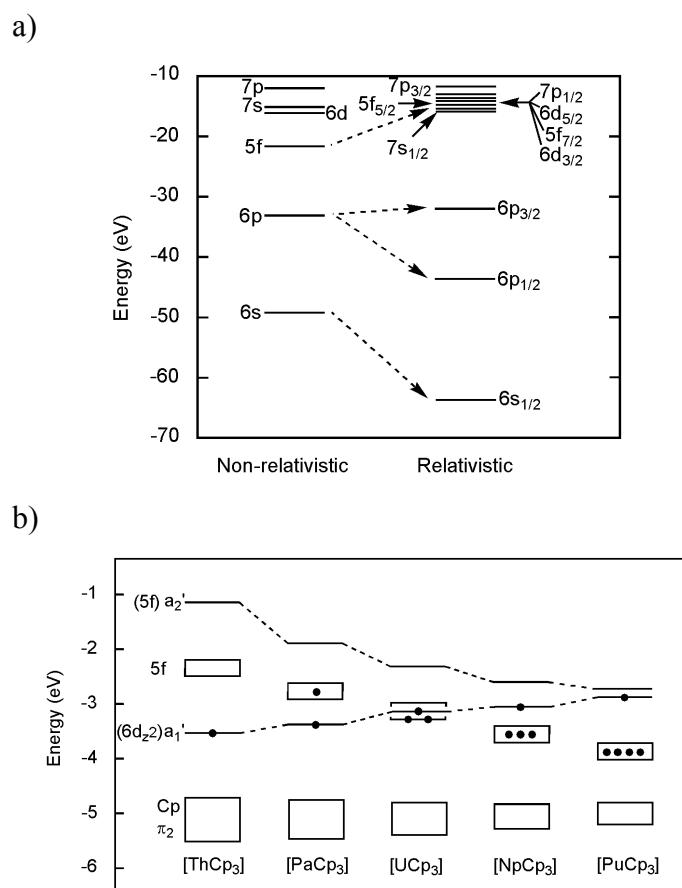 a)
-10
7p
7s
6d
5f
-20
-30
6p
-40
6s
-50
-60
-70
Energy (eV)
7p3/2
5f5/2
7s1/2
7p1/2
6d5/2
5f7/2
6d3/2
6p3/2
6p1/2
6s1/2
Non-relativistic Relativistic
b)
-1
(5f) a2'
-2
5f
-3
(6dz2)a1'
-4
Energy (eV)
Cp
-5
π2
[ThCp3] [PaCp3] [UCp3] [NpCp3] [PuCp3]
-6